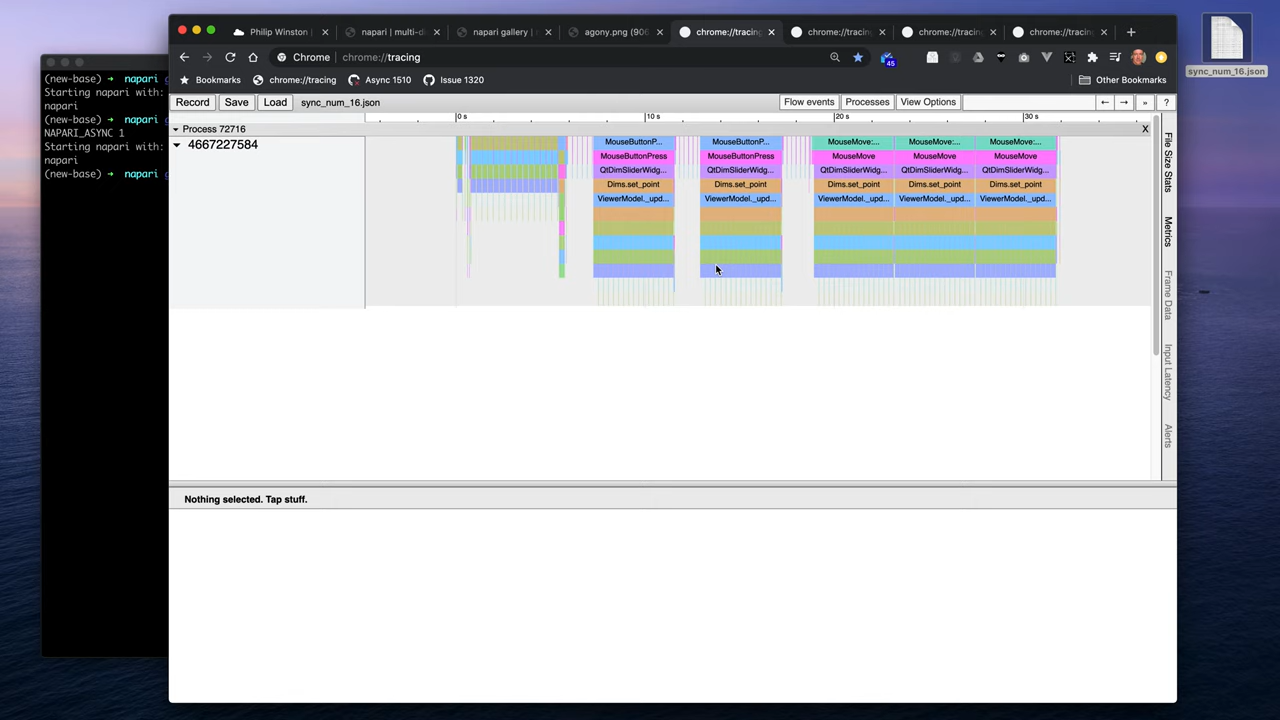 Philip Winston |
napari | multi-di
napari gallery | n
agony.png (906
chrome://tracing
chrome://tracin
chrome://tracin
chrome://tracin
Chrome
chrome://tracing
45
Bookmarks
chrome://tracing
Async 1510
Issue 1320
Other Bookmarks
Record
Save
Load
sync_num_16.json
Flow events
Processes
View Options
←
→
»
?
0 s
10 s
20 s
30 s
Process 72716
X
4667227584
MouseButtonP...
MouseButtonP...
MouseMove:...
MouseMove:...
MouseMove:...
MouseButtonPress
MouseButtonPress
MouseMove
MouseMove
MouseMove
QtDimSliderWidg...
QtDimSliderWidg...
QtDimSliderWidg...
QtDimSliderWidg...
QtDimSliderWidg...
Dims.set_point
Dims.set_point
Dims.set_point
Dims.set_point
Dims.set_point
ViewerModel._upd...
ViewerModel._upd...
ViewerModel._upd...
ViewerModel._upd...
ViewerModel._upd...
File Size Stats
Metrics
Frame Data
Input Latency
Alerts
Nothing selected. Tap stuff.
(new-base) → napari g
Starting napari with:
napari
(new-base) → napari g
NAPARI_ASYNC 1
Starting napari with:
napari
(new-base) → napari g
sync_num_16.json